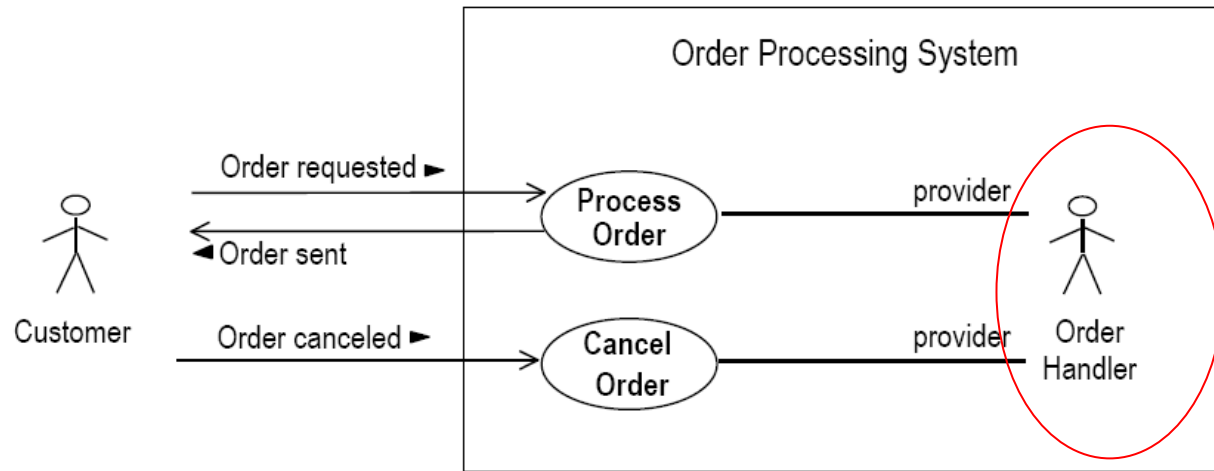 Order Processing System
Order requested ►
Process
Order
provider
◄ Order sent
Customer
Order canceled ►
Cancel
Order
provider
Order
Handler